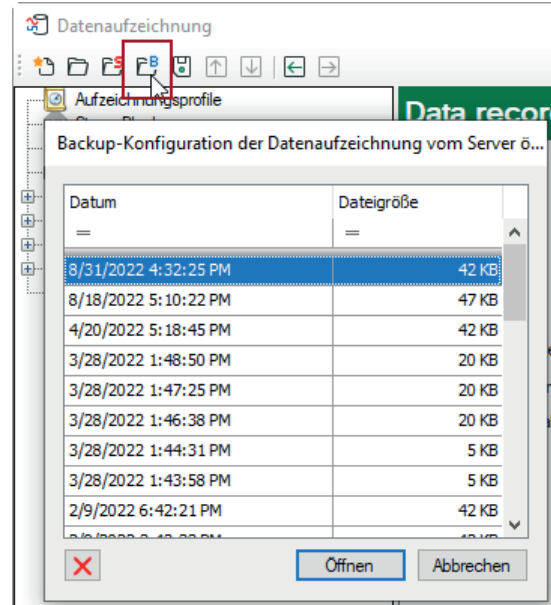 Datenaufzeichnung
S B
Aufzeichnungsprofile
Data recor
Backup-Konfiguration der Datenaufzeichnung vom Server ö...
Datum Dateigröße
= =
8/31/2022 4:32:25 PM 42 KB
8/18/2022 5:10:22 PM 47 KB
4/20/2022 5:18:45 PM 42 KB
3/28/2022 1:48:50 PM 20 KB
3/28/2022 1:47:25 PM 20 KB
3/28/2022 1:46:38 PM 20 KB
3/28/2022 1:44:31 PM 5 KB
3/28/2022 1:43:58 PM 5 KB
2/9/2022 6:42:21 PM 42 KB
Öffnen Abbrechen